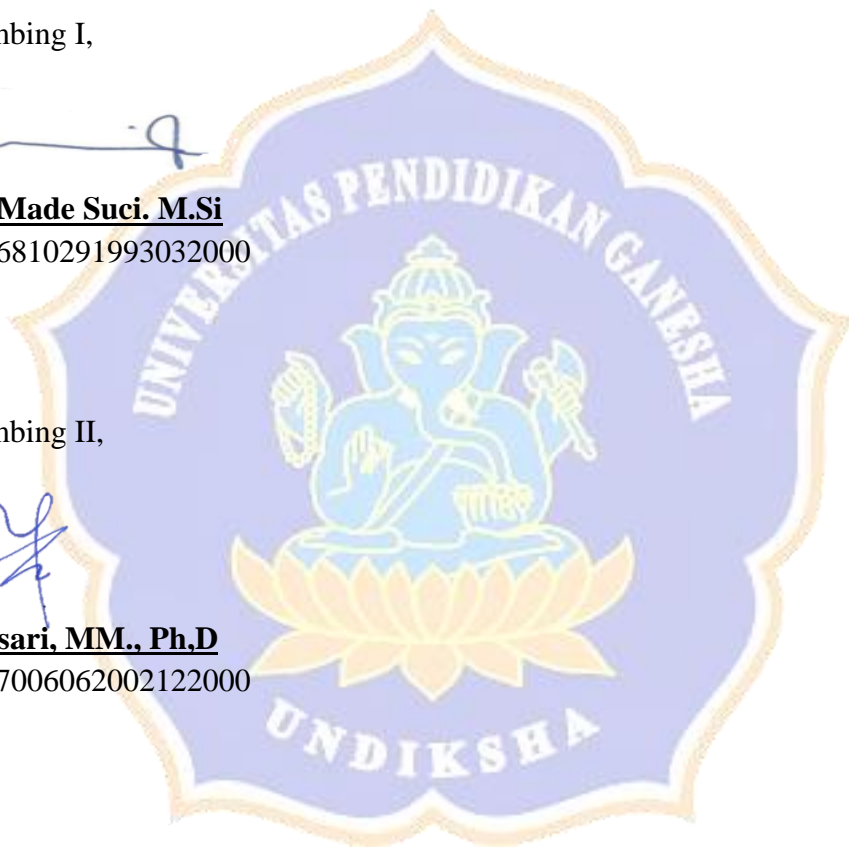 mbing I,
Made Suci. M.Si
6810291993032000
UNIVERSITAS PENDIDIKAN GANESHA
mbing II,
sari, MM., Ph,D
7006062002122000
UNDIKSHA